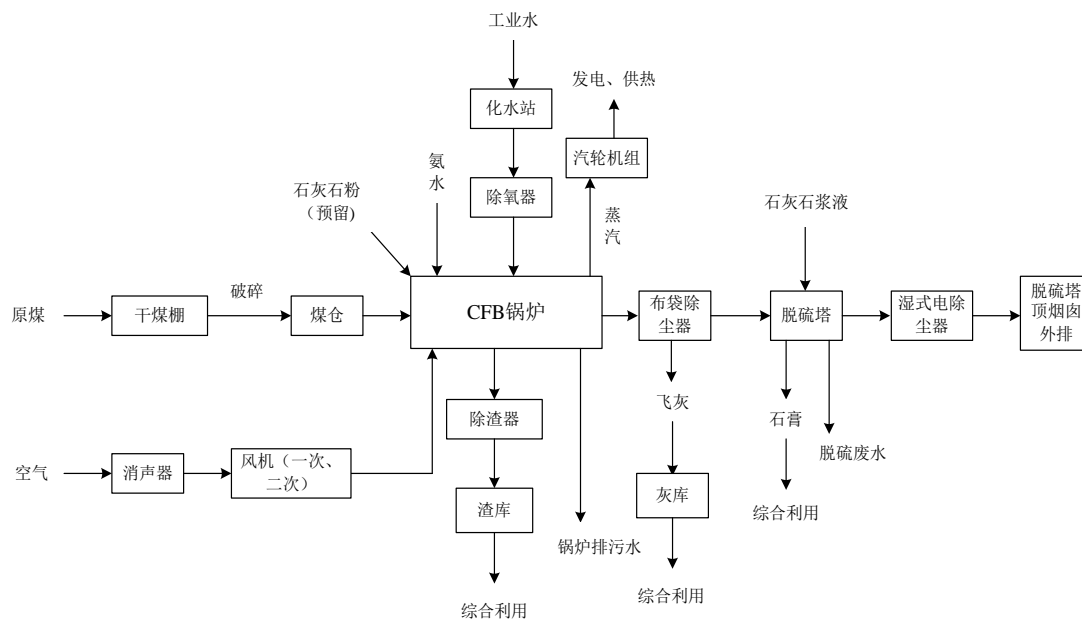 工业水
化水站
发电、供热
汽轮机组
氨
水
石灰石粉
（预留)
除氧器
蒸
汽
石灰石浆液
原煤
干煤棚
破碎
煤仓
CFB锅炉
布袋除
尘器
脱硫塔
湿式电除
尘器
脱硫塔
顶烟囱
外排
除渣器
飞灰
石膏
脱硫废水
空气
消声器
风机（一次、
二次）
渣库
灰库
综合利用
锅炉排污水
综合利用
综合利用